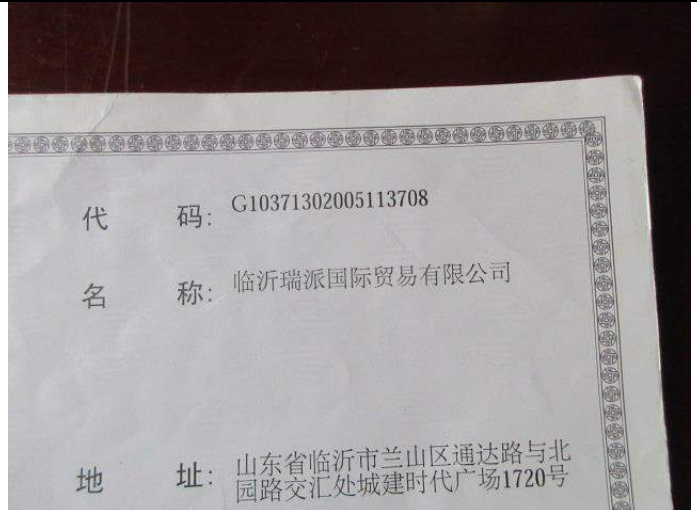 代 码: G10371302005113708
名 称: 临沂瑞派国际贸易有限公司
地 址: 山东省临沂市兰山区通达路与北
园路交汇处城建时代广场1720号